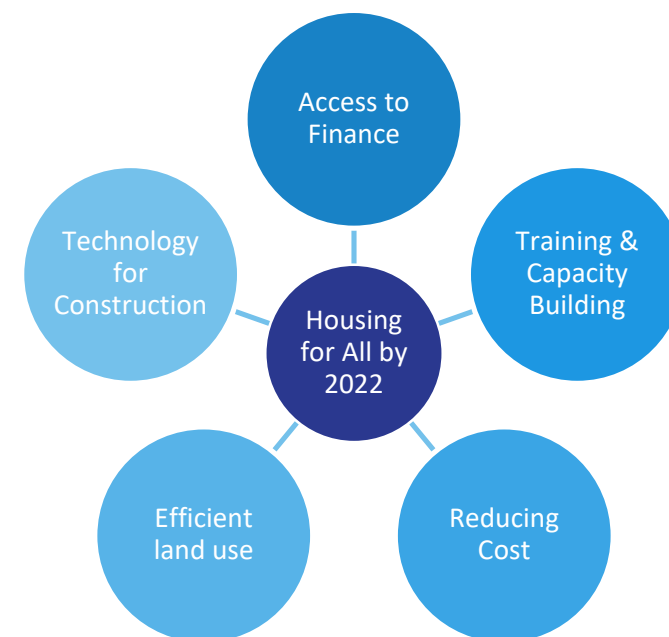 Access to
Finance
Training &
Capacity
Building
Technology
for
Construction
Housing
for All by
2022
Efficient
land use
Reducing
Cost